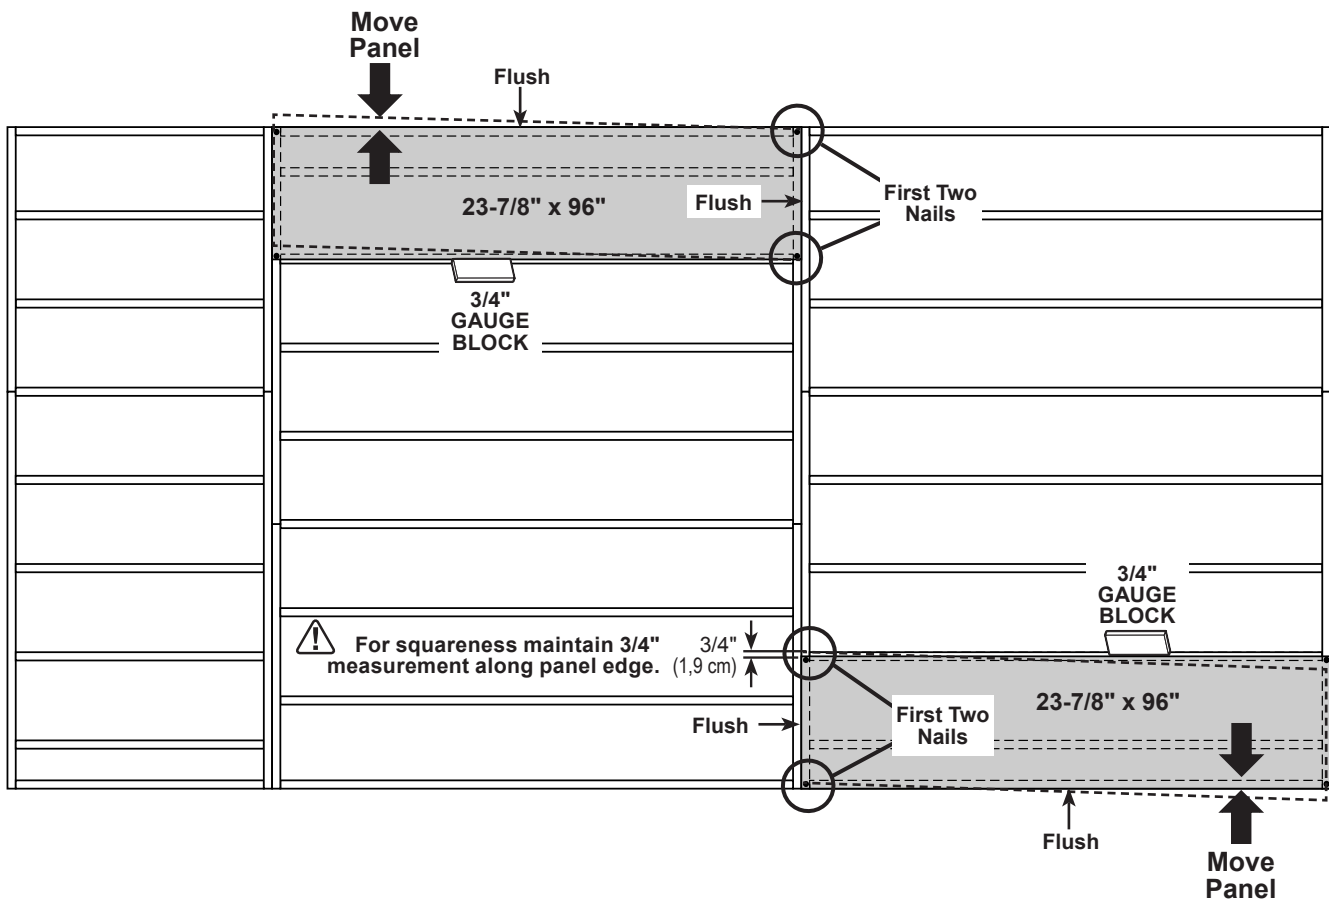 Move
Panel
Flush
23-7/8" x 96"
Flush
First Two
Nails
3/4"
GAUGE
BLOCK
3/4"
GAUGE
BLOCK
For squareness maintain 3/4"
measurement along panel edge.
3/4"
(1,9 cm)
23-7/8" x 96"
Flush
First Two
Nails
Flush
Move
Panel